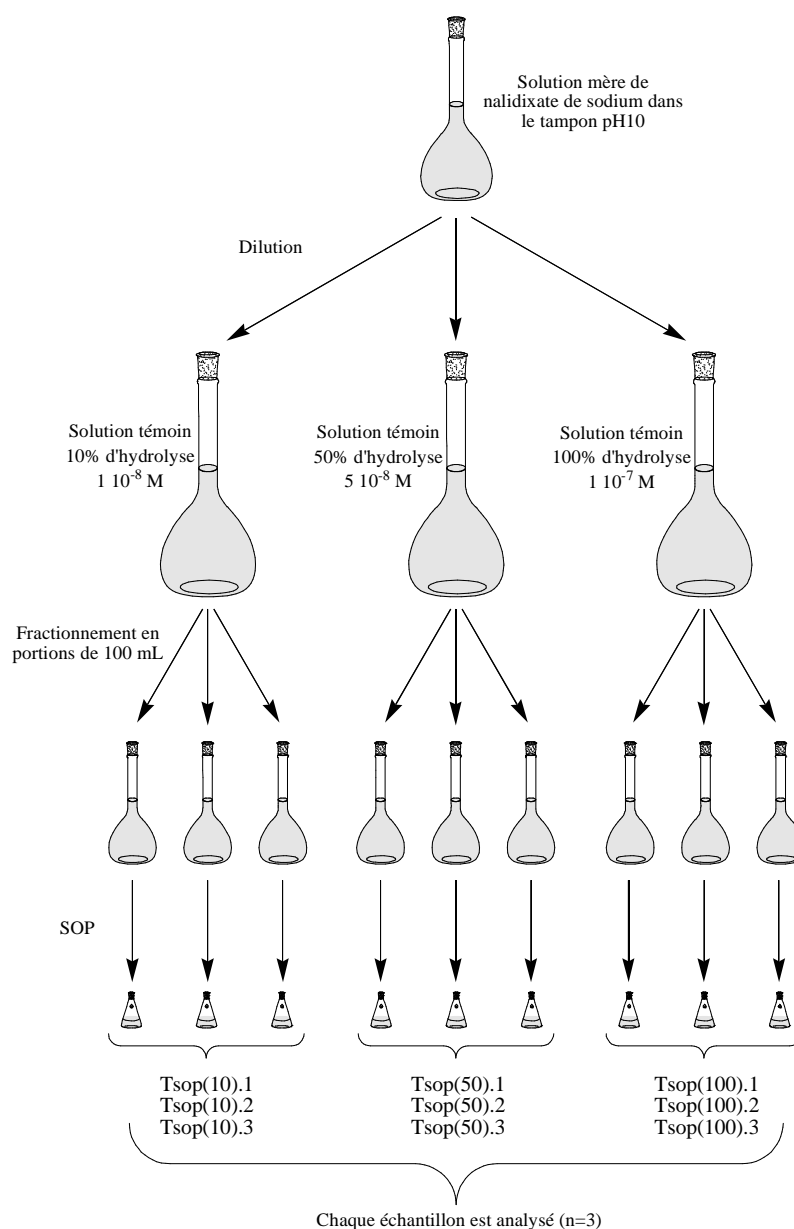 Solution mère de
nalidixate de sodium dans
le tampon pH10
Dilution
Solution témoin
10% d'hydrolyse
1 10⁻⁸ M
Solution témoin
50% d'hydrolyse
5 10⁻⁸ M
Solution témoin
100% d'hydrolyse
1 10⁻⁷ M
Fractionnement en
portions de 100 mL
SOP
Tsop(10).1
Tsop(10).2
Tsop(10).3
Tsop(50).1
Tsop(50).2
Tsop(50).3
Tsop(100).1
Tsop(100).2
Tsop(100).3
Chaque échantillon est analysé (n=3)